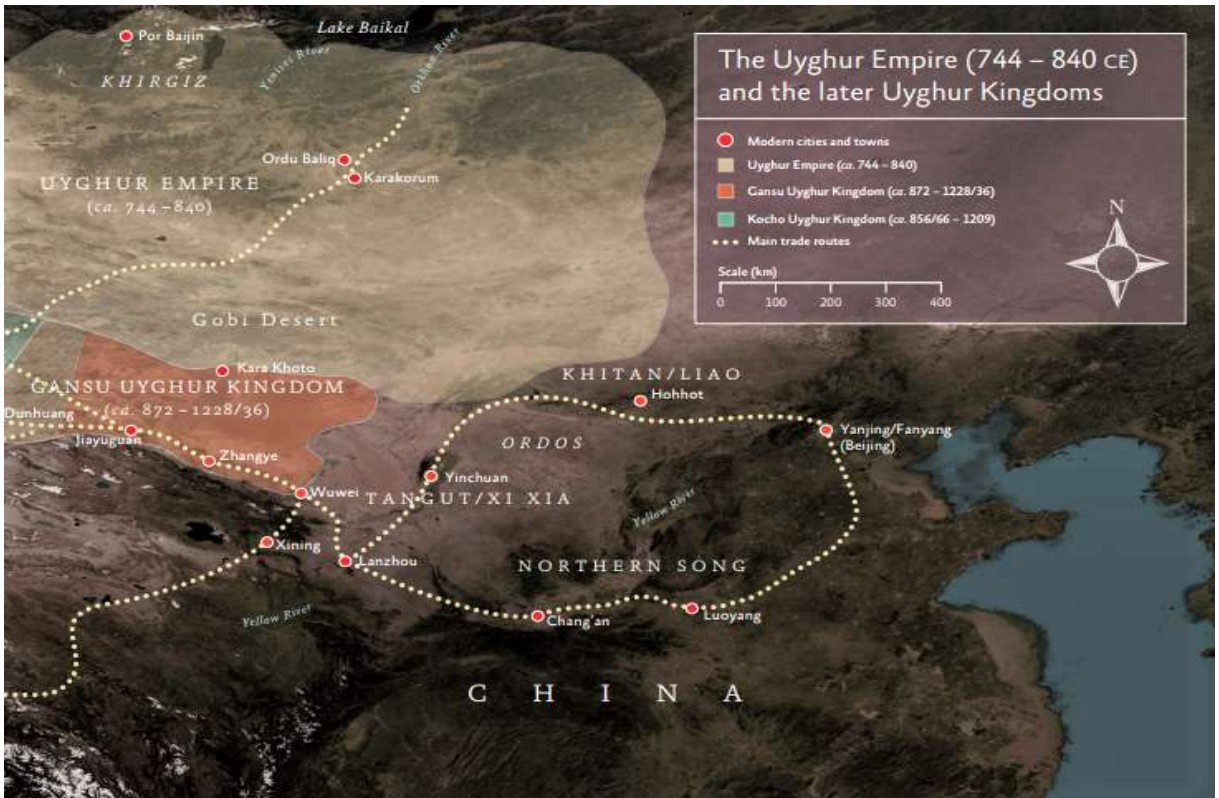 Lake Baikal
Por Baijin
Yenisei River
Orkhon River
KHIRGIZ
The Uyghur Empire (744 – 840 CE)
and the later Uyghur Kingdoms
Modern cities and towns
Uyghur Empire (ca. 744 – 840)
Gansu Uyghur Kingdom (ca. 872 – 1228/36)
Kocho Uyghur Kingdom (ca. 856/66 – 1209)
Main trade routes
Scale (km)
0 100 200 300 400
N
Ordu Baliq
Karakorum
UYGHUR EMPIRE
(ca. 744 – 840)
Gobi Desert
Kara Khoto
GANSU UYGHUR KINGDOM
(ca. 872 – 1228/36)
Dunhuang
Jiayuguan
Zhangye
Wuwei
KHITAN/LIAO
Hohhot
Yanjing/Fanyang
(Beijing)
ORDOS
Yinchuan
TANGUT/XI XIA
Yellow River
Xining
Lanzhou
NORTHERN SONG
Yellow River
Chang'an
Luoyang
CHINA